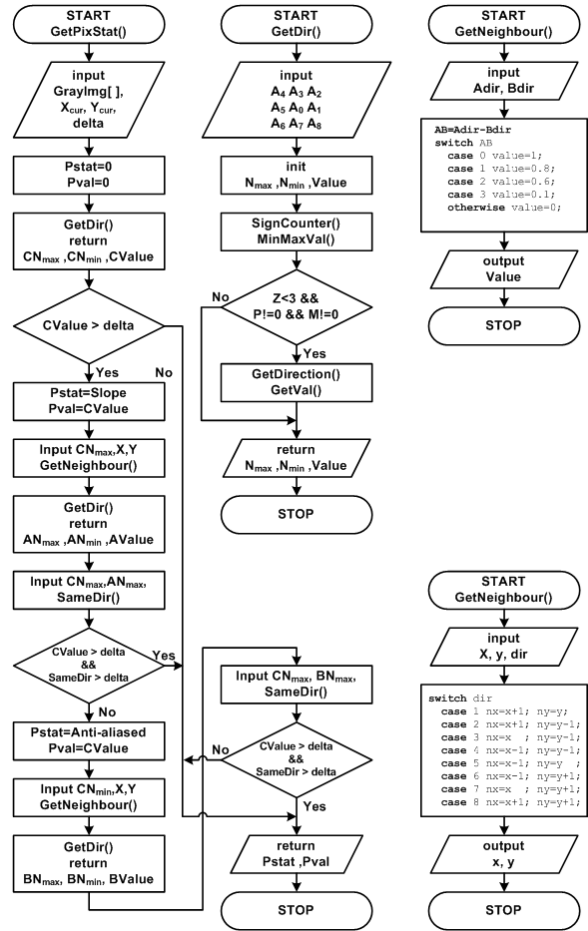 START
GetPixStat()
input
GrayImg[ ],
Xcur, Ycur,
delta
Pstat=0
Pval=0
GetDir()
return
CNmax ,CNmin ,CValue
CValue > delta
Yes
No
Pstat=Slope
Pval=CValue
Input CNmax,X,Y
GetNeighbour()
GetDir()
return
ANmax ,ANmin ,AValue
Input CNmax,ANmax,
SameDir()
CValue > delta
&&
SameDir > delta
Yes
No
Pstat=Anti-aliased
Pval=CValue
Input CNmin,X,Y
GetNeighbour()
GetDir()
return
BNmax, BNmin, BValue
START
GetDir()
input
A4 A3 A2
A5 A0 A1
A6 A7 A8
init
Nmax ,Nmin ,Value
SignCounter()
MinMaxVal()
No
Z<3 &&
P!=0 && M!=0
Yes
GetDirection()
GetVal()
return
Nmax ,Nmin ,Value
STOP
Input CNmax, BNmax,
SameDir()
No
CValue > delta
&&
SameDir > delta
Yes
return
Pstat ,Pval
STOP
START
GetNeighbour()
input
Adir, Bdir
AB=Adir-Bdir
switch AB
case 0 value=1;
case 1 value=0.8;
case 2 value=0.6;
case 3 value=0.1;
otherwise value=0;
output
Value
STOP
START
GetNeighbour()
input
X, y, dir
switch dir
case 1 nx=x+1; ny=y;
case 2 nx=x+1; ny=y-1;
case 3 nx=x ; ny=y-1;
case 4 nx=x-1; ny=y-1;
case 5 nx=x-1; ny=y ;
case 6 nx=x-1; ny=y+1;
case 7 nx=x ; ny=y+1;
case 8 nx=x+1; ny=y+1;
output
x, y
STOP